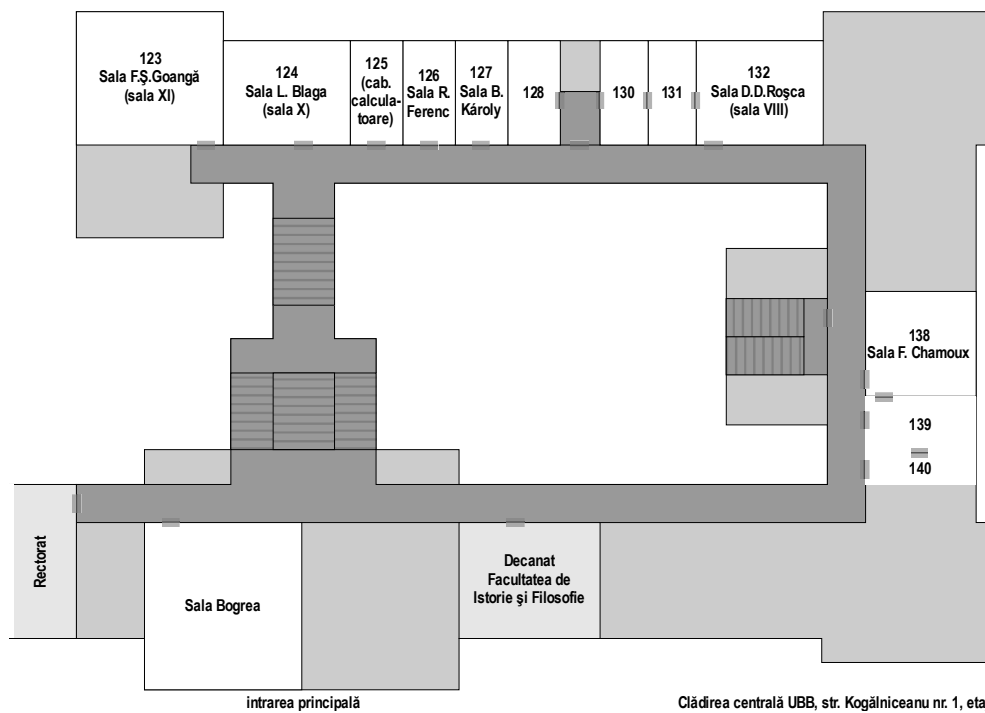 123
Sala F.Ş.Goangă
(sala XI)
124
Sala L. Blaga
(sala X)
125
(cab.
calcula-
toare)
126
Sala R.
Ferenc
127
Sala B.
Károly
128
130
131
132
Sala D.D.Roşca
(sala VIII)
138
Sala F. Chamoux
139
140
Rectorat
Sala Bogrea
Decanat
Facultatea de
Istorie şi Filosofie
intrarea principală
Clădirea centrală UBB, str. Kogălniceanu nr. 1, eta